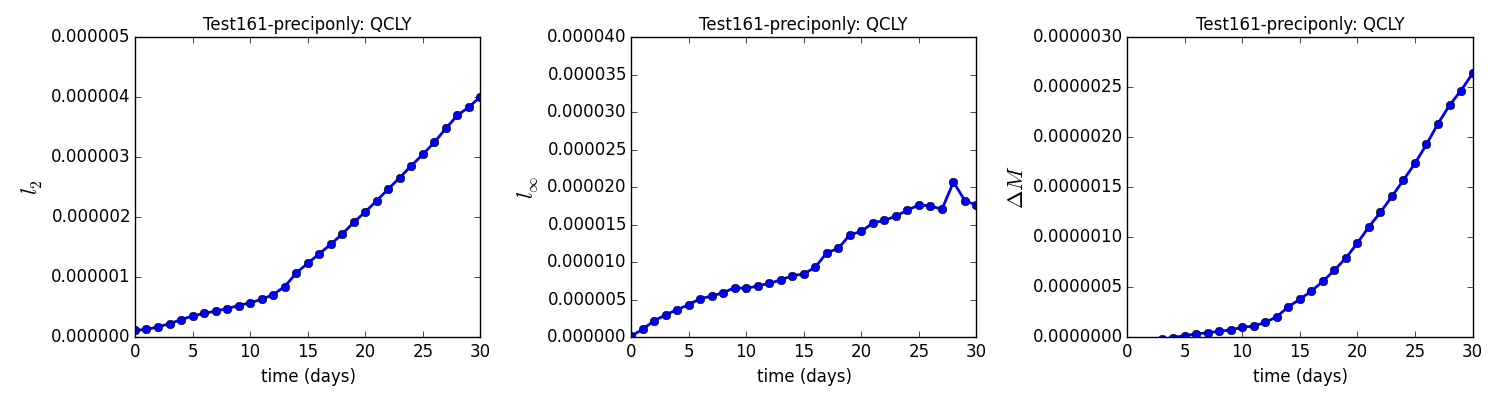 Test161-preciponly: QCLY
0.000005
0.000004
0.000003
0.000002
0.000001
0.000000
l₂
0 5 10 15 20 25 30
time (days)
Test161-preciponly: QCLY
0.000040
0.000035
0.000030
0.000025
0.000020
0.000015
0.000010
0.000005
0.000000
l∞
0 5 10 15 20 25 30
time (days)
Test161-preciponly: QCLY
0.0000030
0.0000025
0.0000020
0.0000015
0.0000010
0.0000005
0.0000000
ΔM
0 5 10 15 20 25 30
time (days)